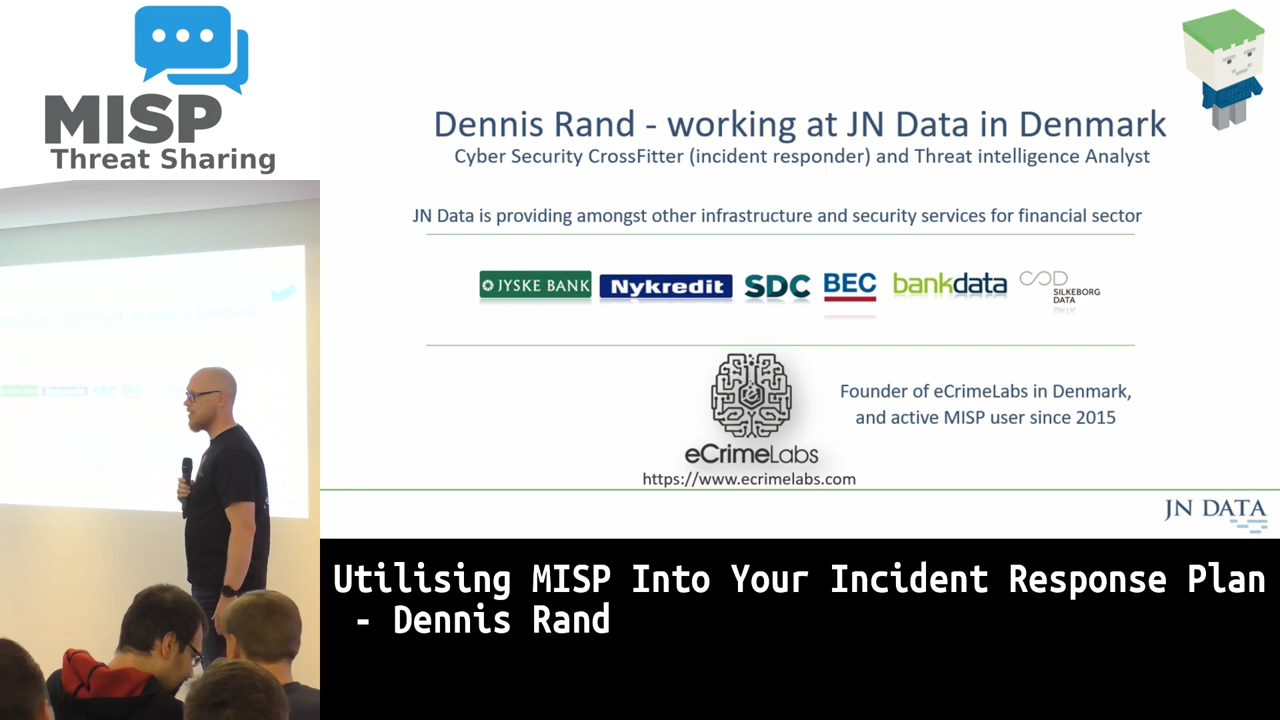 MISP
Threat Sharing
Dennis Rand - working at JN Data in Denmark
Cyber Security CrossFitter (incident responder) and Threat intelligence Analyst
JN Data is providing amongst other infrastructure and security services for financial sector
JYSKE BANK Nykredit SDC BEC bankdata SILKEBORG DATA
Founder of eCrimeLabs in Denmark,
and active MISP user since 2015
eCrimeLabs
https://www.ecrimelabs.com
JN DATA
Utilising MISP Into Your Incident Response Plan
- Dennis Rand